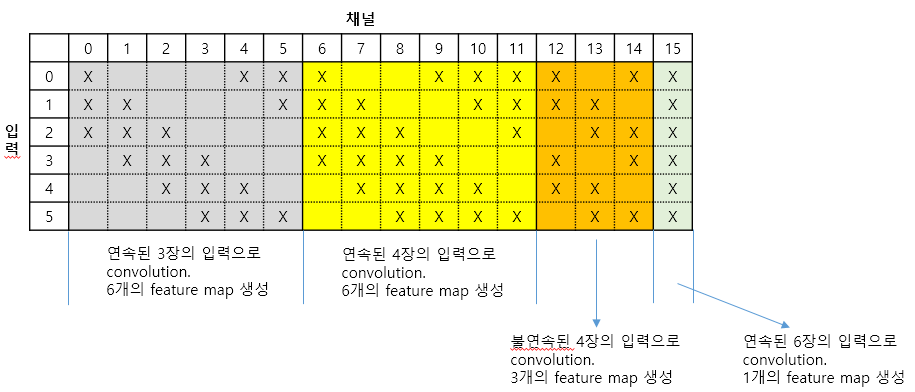 채널
0 1 2 3 4 5 6 7 8 9 10 11 12 13 14 15
입력
0 X X X X X X X X X X
1 X X X X X X X X X X
2 X X X X X X X X X X
3 X X X X X X X X X X
4 X X X X X X X X X X
5 X X X X X X X X X X
연속된 3장의 입력으로
convolution.
6개의 feature map 생성
연속된 4장의 입력으로
convolution.
6개의 feature map 생성
불연속된 4장의 입력으로
convolution.
3개의 feature map 생성
연속된 6장의 입력으로
convolution.
1개의 feature map 생성